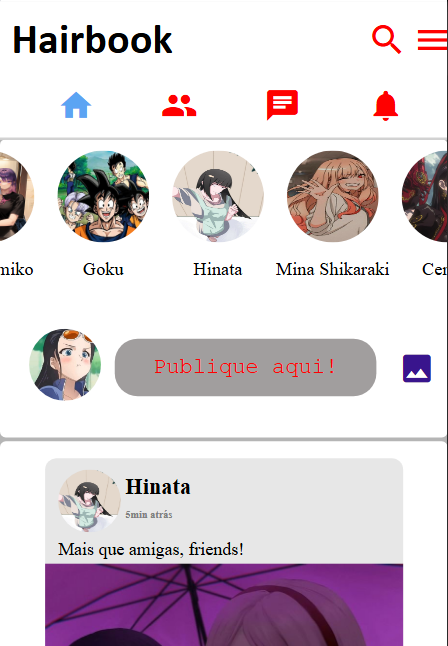 Hairbook
miko Goku Hinata Mina Shikaraki Cer
Publique aqui!
Hinata
5min atrás
Mais que amigas, friends!